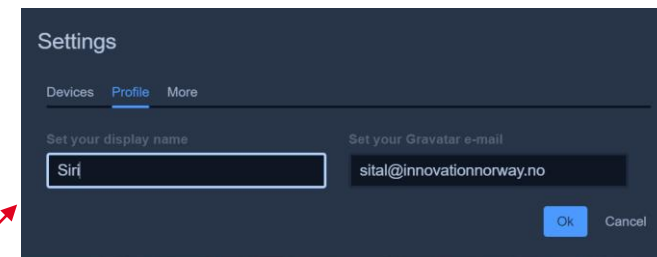 Settings
Devices Profile More
Set your display name Set your Gravatar e-mail
Siri sital@innovationnorway.no
Ok Cancel